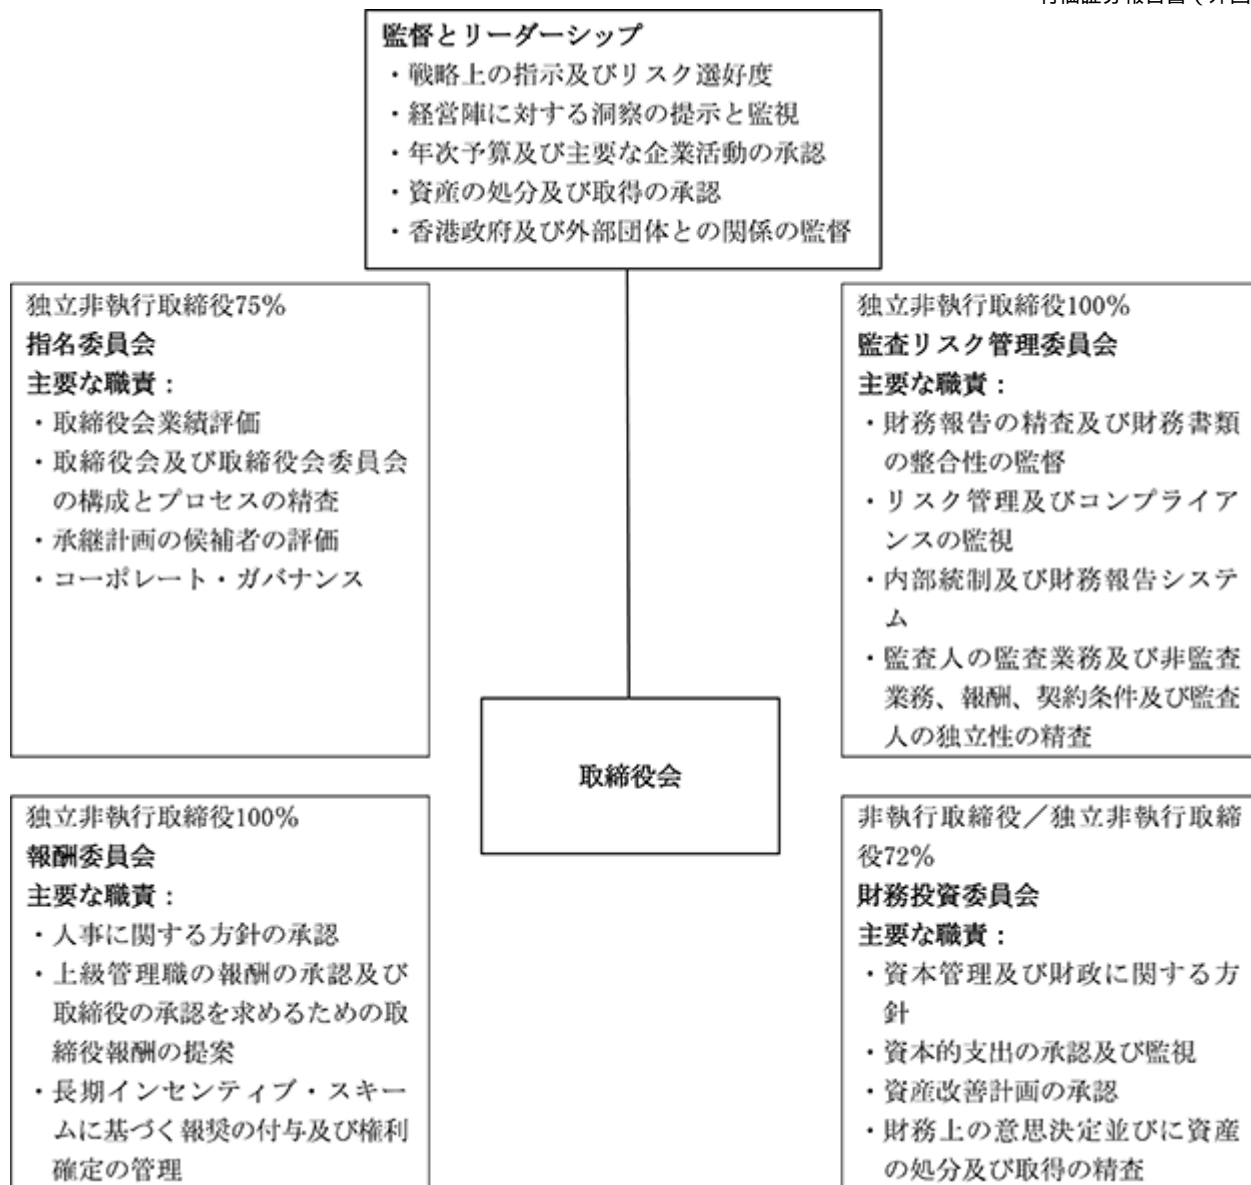 監督とリーダーシップ
・戦略上の指示及びリスク選好度
・経営陣に対する洞察の提示と監視
・年次予算及び主要な企業活動の承認
・資産の処分及び取得の承認
・香港政府及び外部団体との関係の監督
独立非執行取締役75%
指名委員会
主要な職責：
・取締役会業績評価
・取締役会及び取締役会委員会
の構成とプロセスの精査
・承継計画の候補者の評価
・コーポレート・ガバナンス
独立非執行取締役100%
監査リスク管理委員会
主要な職責：
・財務報告の精査及び財務書類
の整合性の監督
・リスク管理及びコンプライア
ンスの監視
・内部統制及び財務報告システ
ム
・監査人の監査業務及び非監査
業務、報酬、契約条件及び監査
人の独立性の精査
取締役会
独立非執行取締役100%
報酬委員会
主要な職責：
・人事に関する方針の承認
・上級管理職の報酬の承認及び
取締役の承認を求めるための取
締役報酬の提案
・長期インセンティブ・スキー
ムに基づく報奨の付与及び権利
確定の管理
非執行取締役／独立非執行取締
役72%
財務投資委員会
主要な職責：
・資本管理及び財政に関する方
針
・資本的支出の承認及び監視
・資産改善計画の承認
・財務上の意思決定並びに資産
の処分及び取得の精査